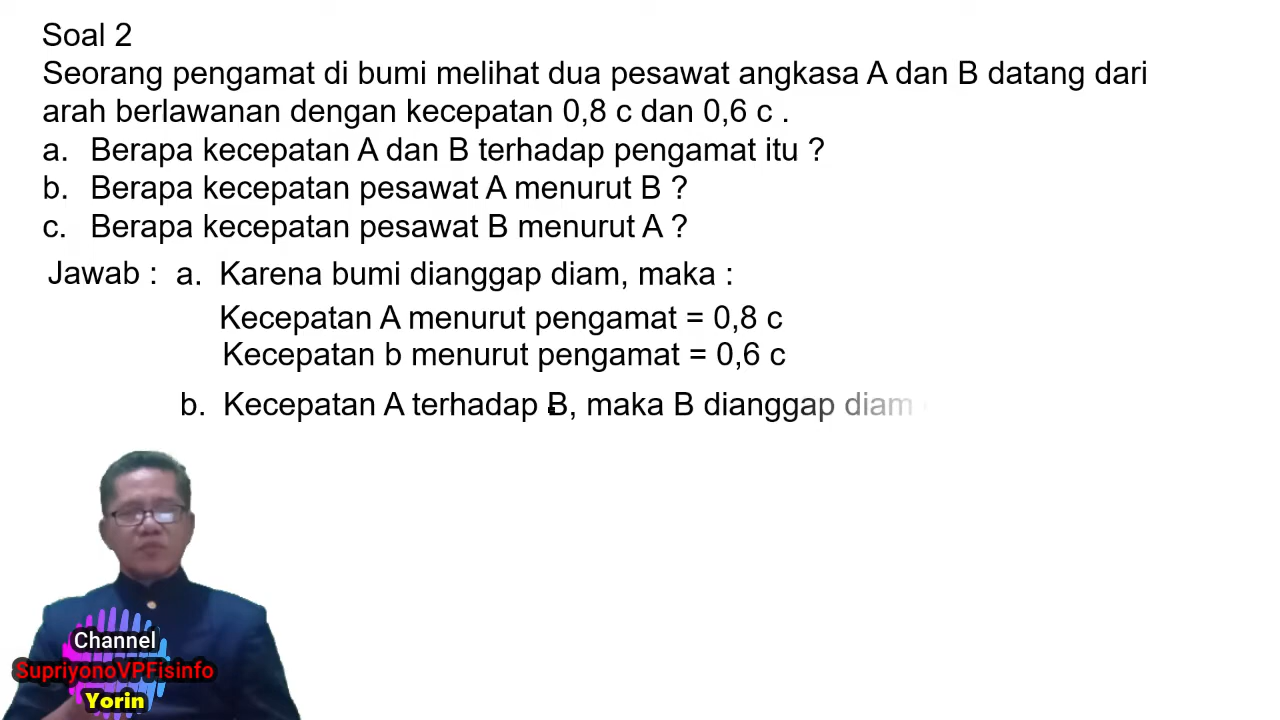 Soal 2
Seorang pengamat di bumi melihat dua pesawat angkasa A dan B datang dari
arah berlawanan dengan kecepatan 0,8 c dan 0,6 c .
a. Berapa kecepatan A dan B terhadap pengamat itu ?
b. Berapa kecepatan pesawat A menurut B ?
c. Berapa kecepatan pesawat B menurut A ?
Jawab : a. Karena bumi dianggap diam, maka :
Kecepatan A menurut pengamat = 0,8 c
Kecepatan b menurut pengamat = 0,6 c
b. Kecepatan A terhadap B, maka B dianggap diam
Channel
SupriyonoVPFisinfo
Yorin